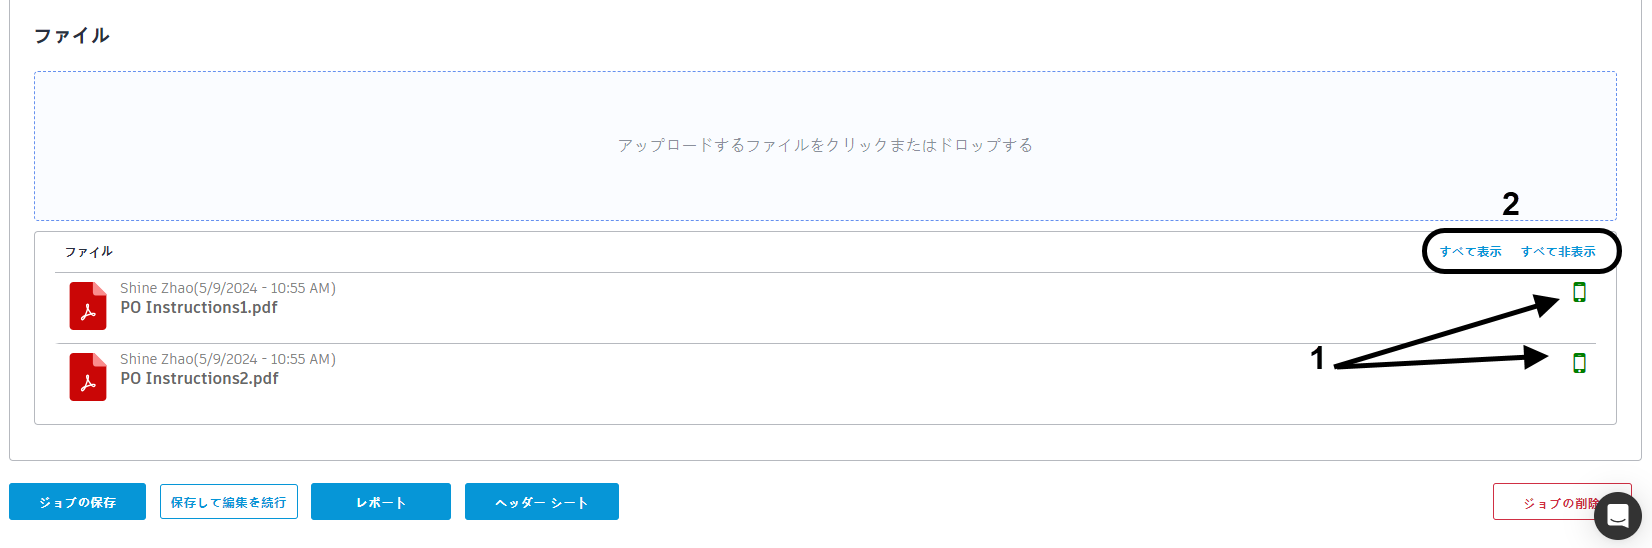 ファイル
アップロードするファイルをクリックまたはドロップする
2
ファイル すべて表示 すべて非表示
Shine Zhao(5/9/2024 - 10:55 AM)
PO Instructions1.pdf
1
Shine Zhao(5/9/2024 - 10:55 AM)
PO Instructions2.pdf
ジョブの保存 保存して編集を続行 レポート ヘッダー シート ジョブの削除